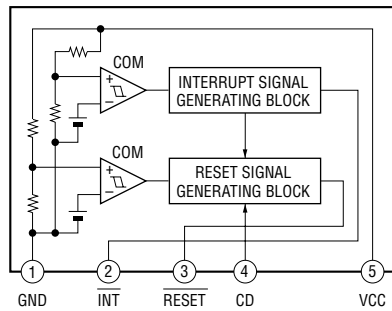 COM
INTERRUPT SIGNAL
GENERATING BLOCK
COM
RESET SIGNAL
GENERATING BLOCK
1 2 3 4 5
GND INT RESET CD VCC